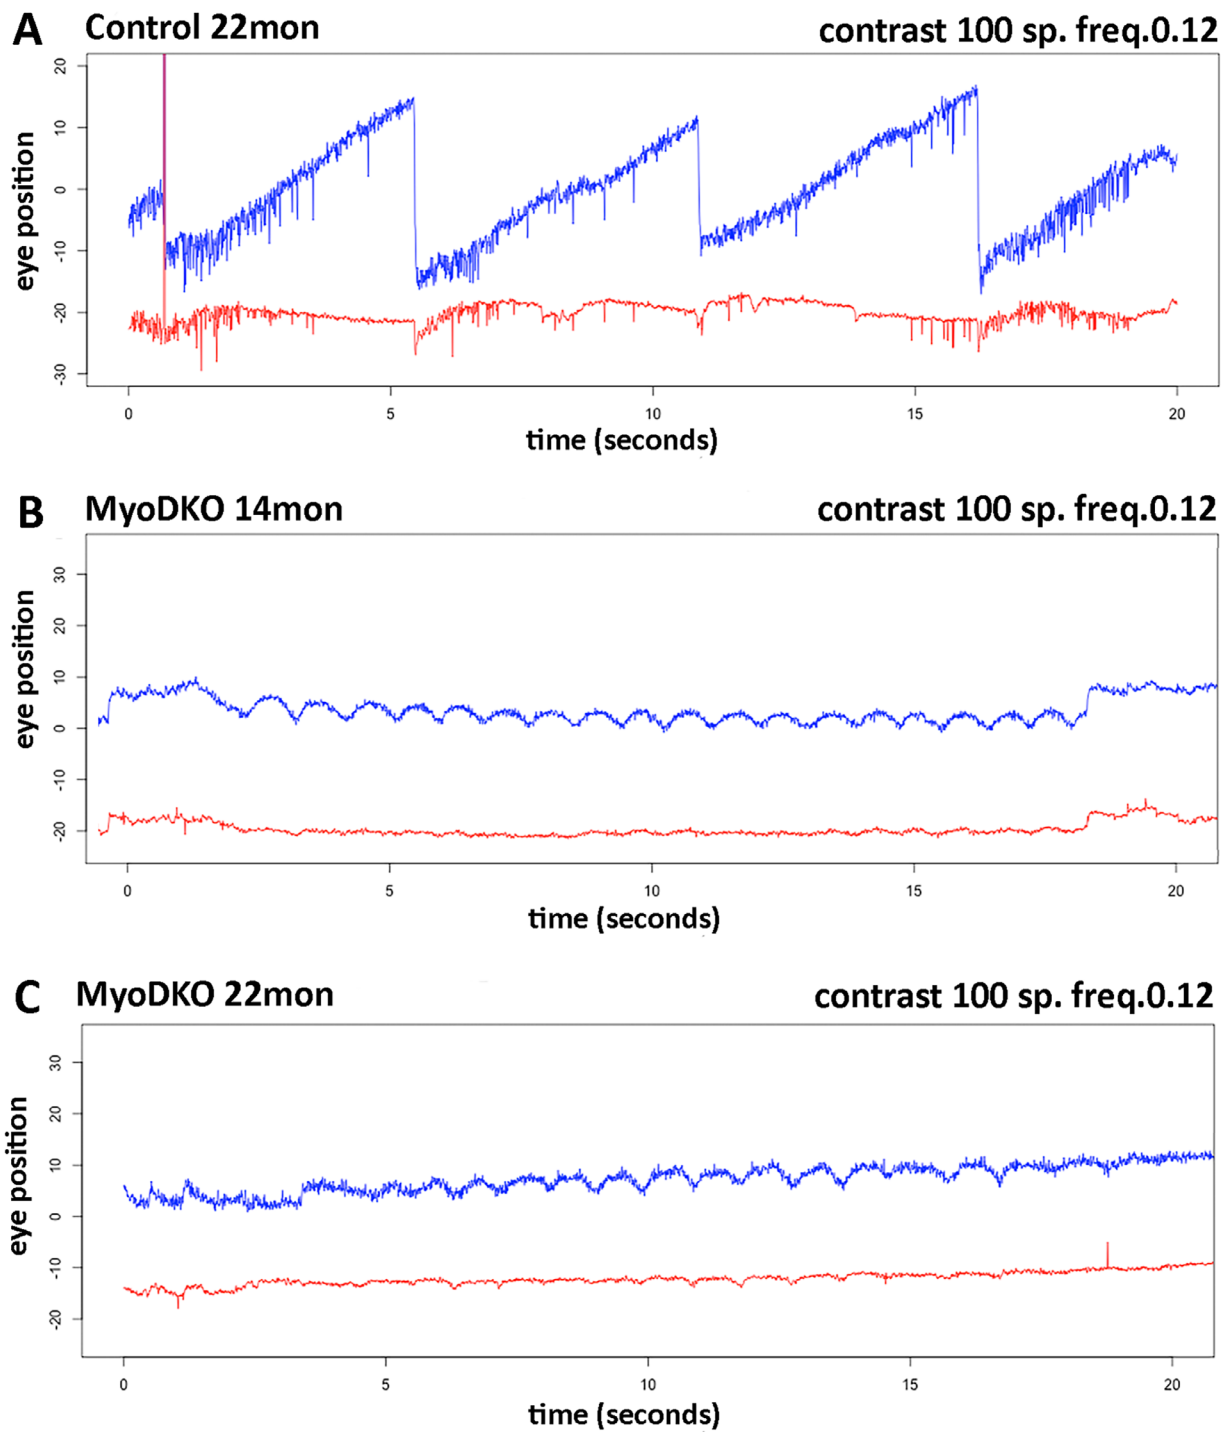 A Control 22mon contrast 100 sp. freq.0.12
20
10
0
-10
-20
-30
eye position
0 5 10 15 20
time (seconds)
B MyoDKO 14mon contrast 100 sp. freq.0.12
30
20
10
0
-10
-20
eye position
0 5 10 15 20
time (seconds)
C MyoDKO 22mon contrast 100 sp. freq.0.12
30
20
10
0
-10
-20
eye position
0 5 10 15 20
time (seconds)